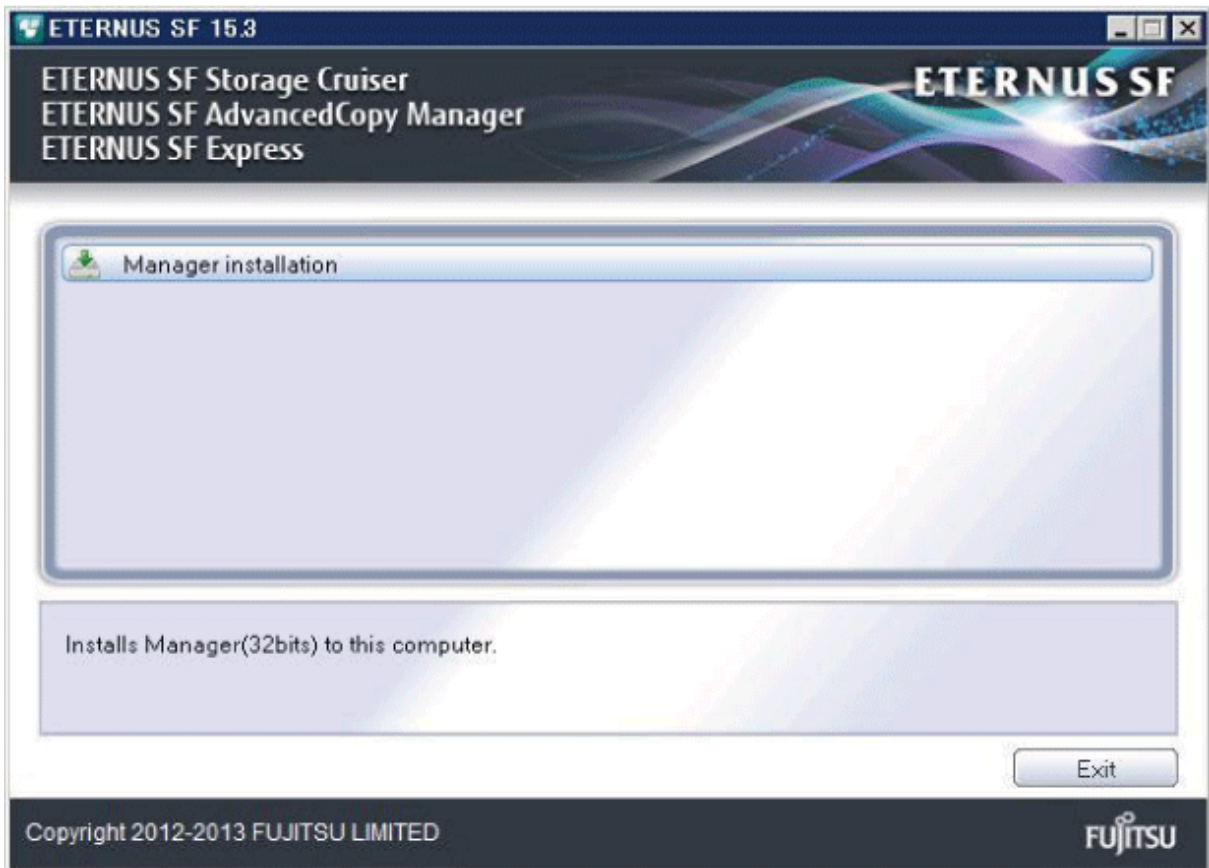 ETERNUS SF 15.3
ETERNUS SF Storage Cruiser
ETERNUS SF AdvancedCopy Manager
ETERNUS SF Express
ETERNUS SF
Manager installation
Installs Manager(32bits) to this computer.
Exit
Copyright 2012-2013 FUJITSU LIMITED
FUJITSU